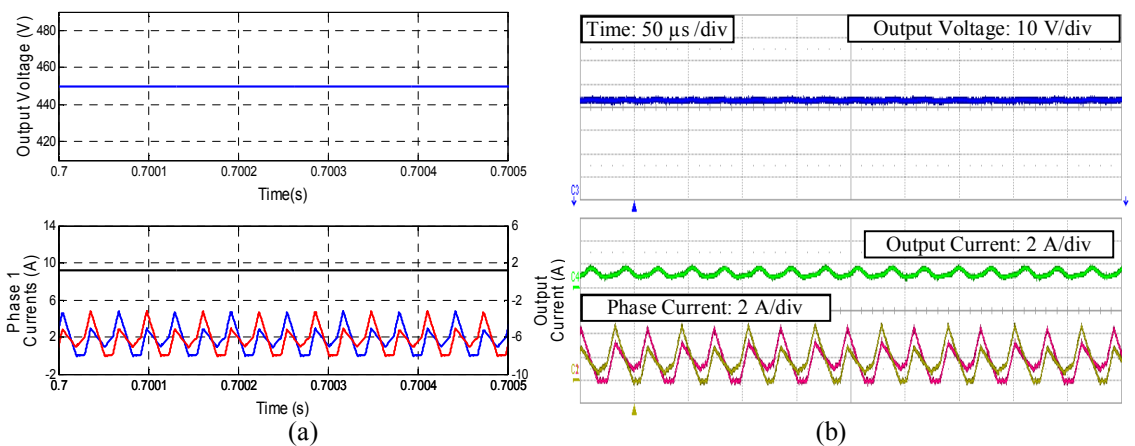 Output Voltage (V)
480
460
440
420
0.7
0.7001
0.7002
0.7003
0.7004
0.7005
Time(s)
Phase 1
Currents (A)
14
10
6
2
-2
6
2
-2
-6
-10
Output
Current (A)
0.7
0.7001
0.7002
0.7003
0.7004
0.7005
Time (s)
(a)
Time: 50 µs /div
Output Voltage: 10 V/div
Output Current: 2 A/div
Phase Current: 2 A/div
(b)